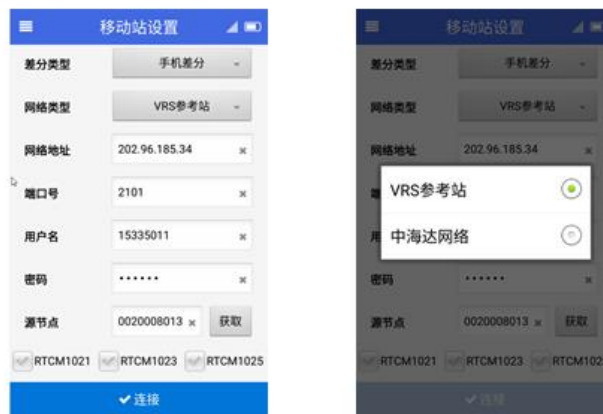 移动站设置
差分类型 手机差分
网络类型 VRS参考站
网络地址 202.96.185.34
端口号 2101
用户名 15335011
密码 ······
源节点 0020008013 获取
RTCM1021 RTCM1023 RTCM1025
连接
移动站设置
差分类型 手机差分
网络类型 VRS参考站
网络地址 202.96.185.34
VRS参考站
中海达网络
密码 ······
源节点 0020008013 获取
RTCM1021 RTCM1023 RTCM102
连接